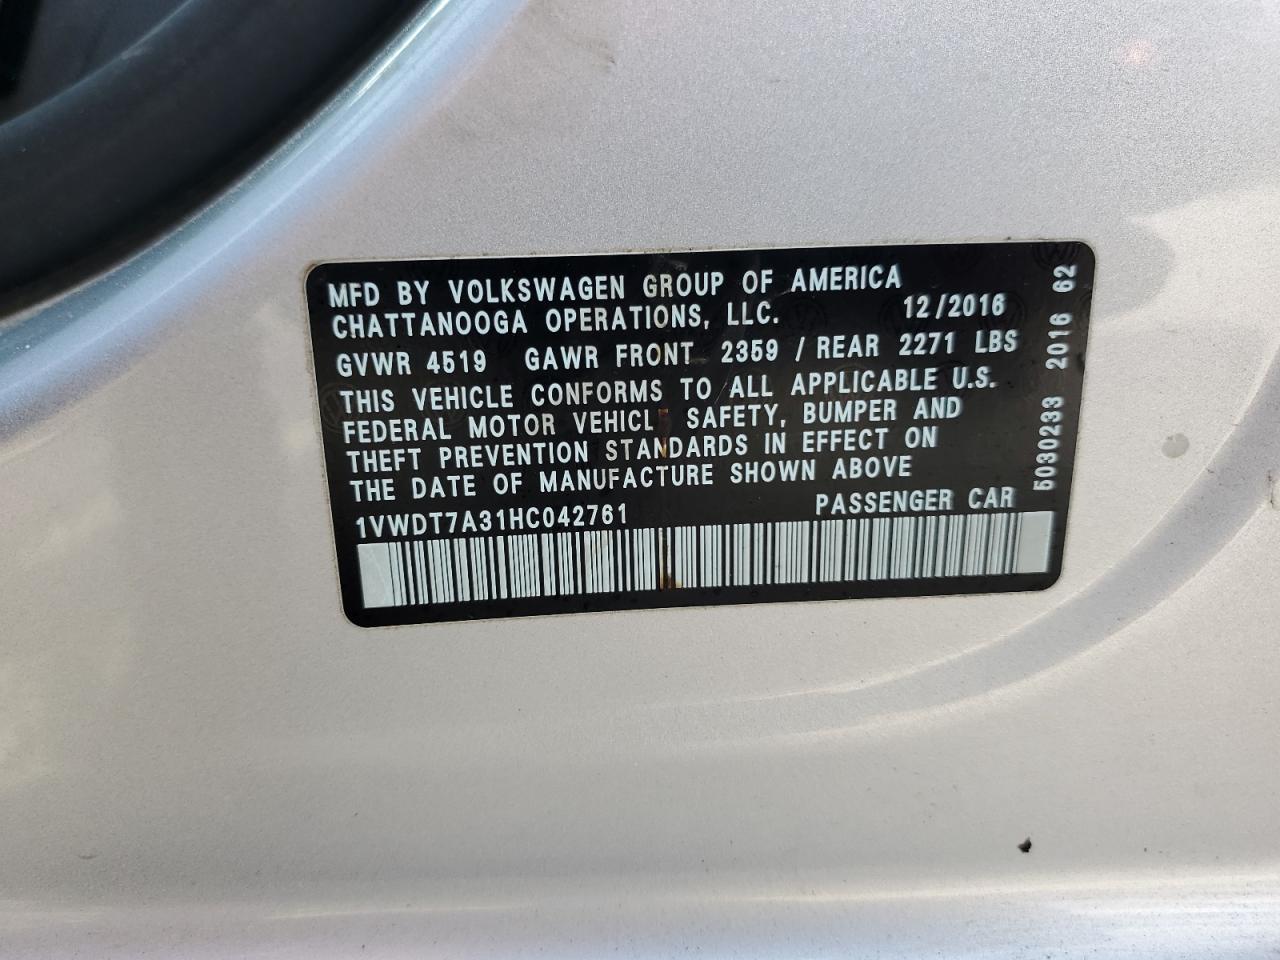 MFD BY VOLKSWAGEN GROUP OF AMERICA
CHATTANOOGA OPERATIONS, LLC. 12/2016
GVWR 4519 GAWR FRONT 2359 / REAR 2271 LBS
THIS VEHICLE CONFORMS TO ALL APPLICABLE U.S.
FEDERAL MOTOR VEHICL SAFETY, BUMPER AND
THEFT PREVENTION STANDARDS IN EFFECT ON
THE DATE OF MANUFACTURE SHOWN ABOVE
1VWDT7A31HC042761 PASSENGER CAR
5030233 2016 62